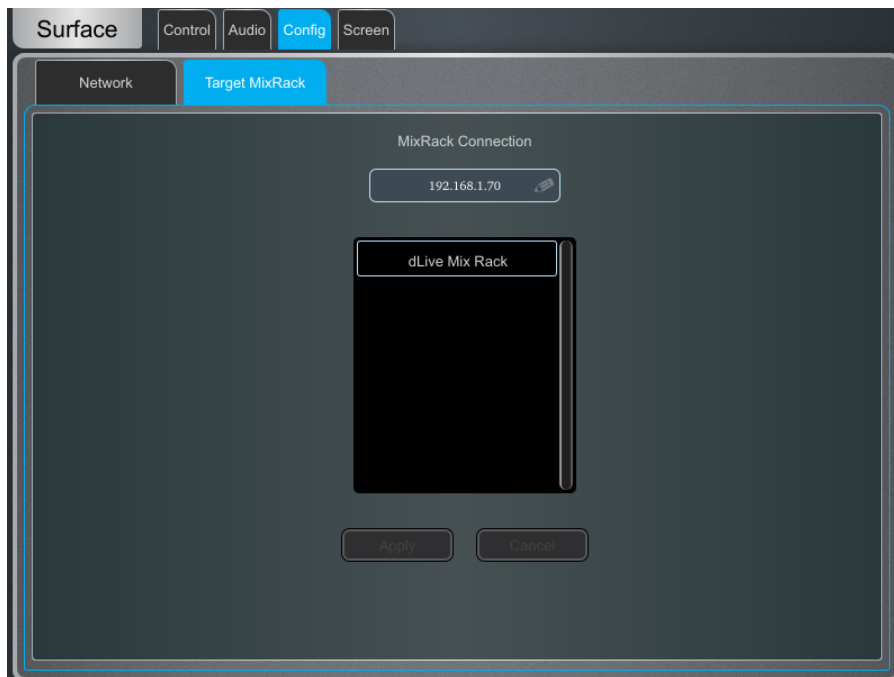 Surface Control Audio Config Screen
Network Target MixRack
MixRack Connection
192.168.1.70
dLive Mix Rack
Apply Cancel